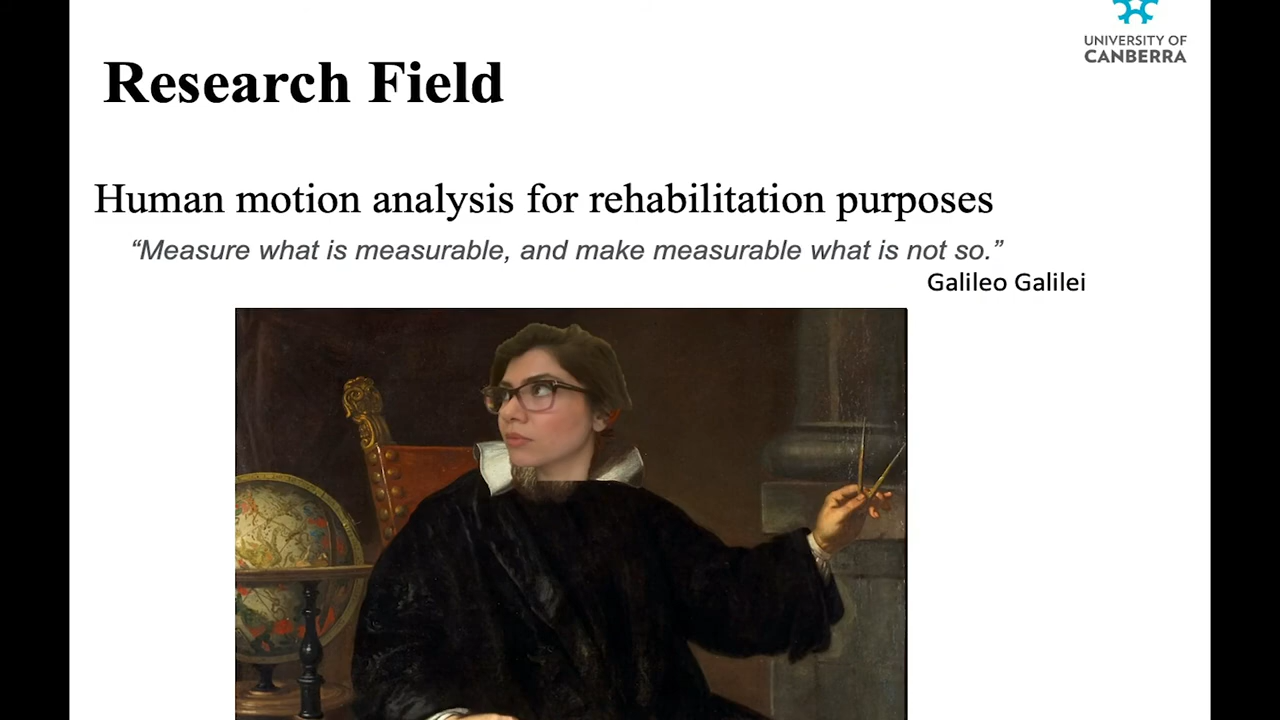 UNIVERSITY OF
CANBERRA
Research Field
Human motion analysis for rehabilitation purposes
“Measure what is measurable, and make measurable what is not so.”
Galileo Galilei